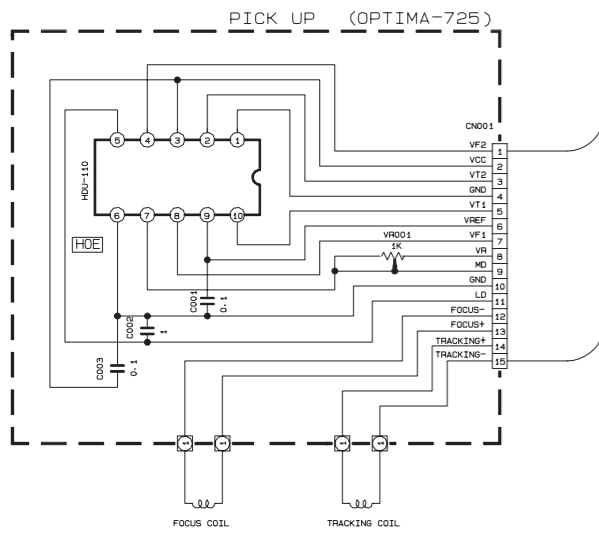 PICK UP (OPTIMA-725)
CN001
5 4 3 2 1
HDU-110
6 7 8 9 10
HOE
VF2 1
VCC 2
VT2 3
GND 4
VT1 5
VREF 6
VF1 7
VR 8
MD 9
GND 10
LD 11
FOCUS- 12
FOCUS+ 13
TRACKING+ 14
TRACKING- 15
VR001
1K
C001
0.1
C002
1
C003
0.1
FOCUS COIL
TRACKING COIL